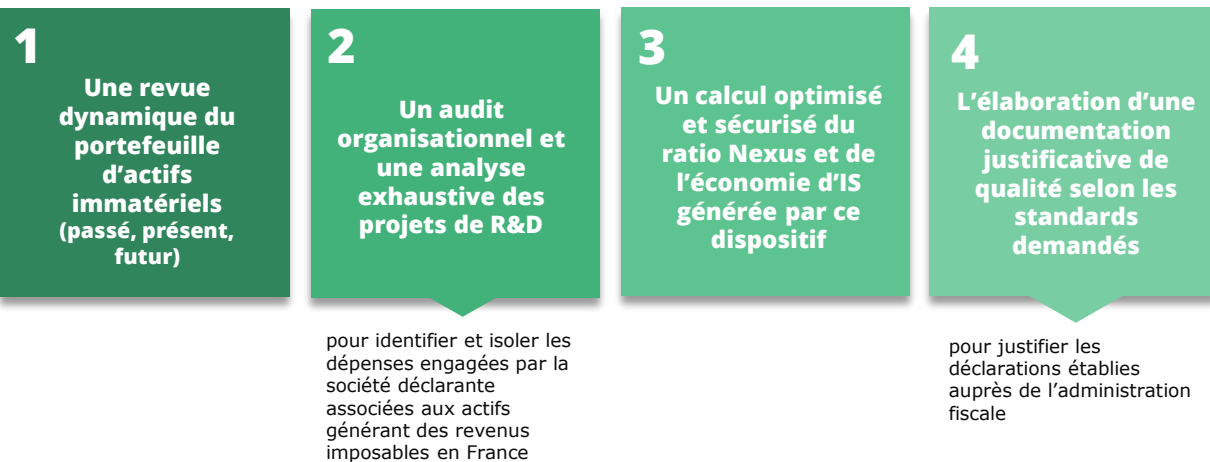 1
Une revue
dynamique du
portefeuille
d'actifs
immatériels
(passé, présent,
futur)
2
Un audit
organisationnel et
une analyse
exhaustive des
projets de R&D
pour identifier et isoler les
dépenses engagées par la
société déclarante
associées aux actifs
générant des revenus
imposables en France
3
Un calcul optimisé
et sécurisé du
ratio Nexus et de
l’économie d’IS
générée par ce
dispositif
4
L’élaboration d’une
documentation
justificative de
qualité selon les
standards
demandés
pour justifier les
déclarations établies
auprès de l’administration
fiscale